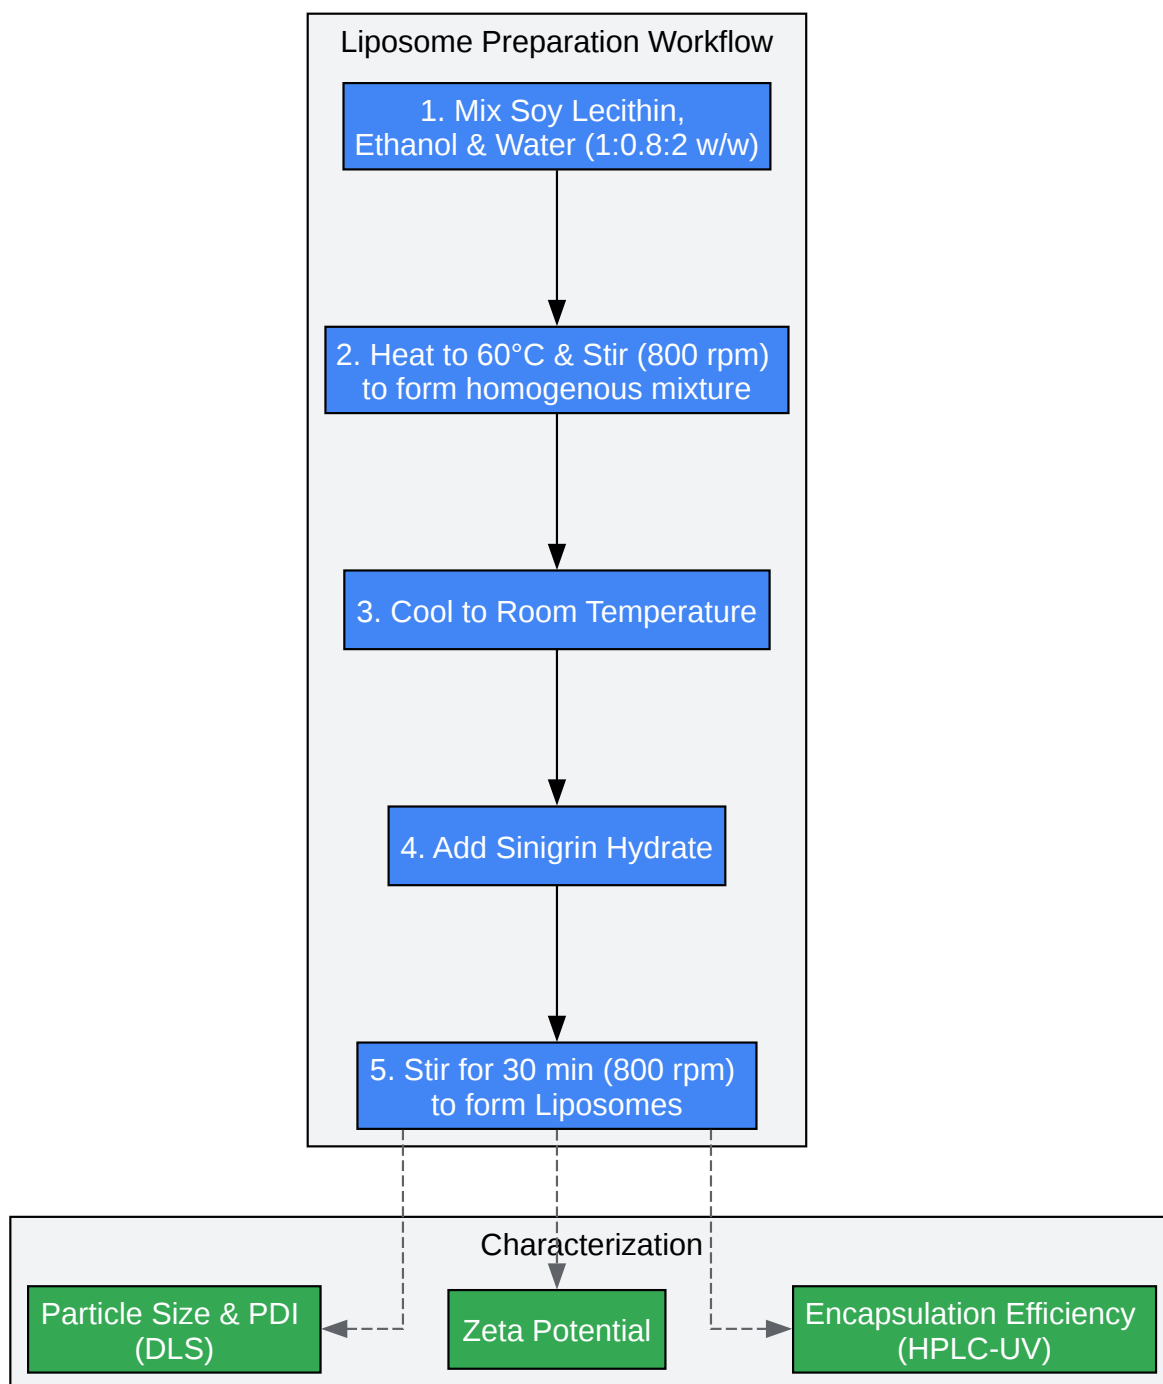 Liposome Preparation Workflow
1. Mix Soy Lecithin,
Ethanol & Water (1:0.8:2 w/w)
2. Heat to 60°C & Stir (800 rpm)
to form homogenous mixture
3. Cool to Room Temperature
4. Add Sinigrin Hydrate
5. Stir for 30 min (800 rpm)
to form Liposomes
Characterization
Particle Size & PDI
(DLS)
Zeta Potential
Encapsulation Efficiency
(HPLC-UV)